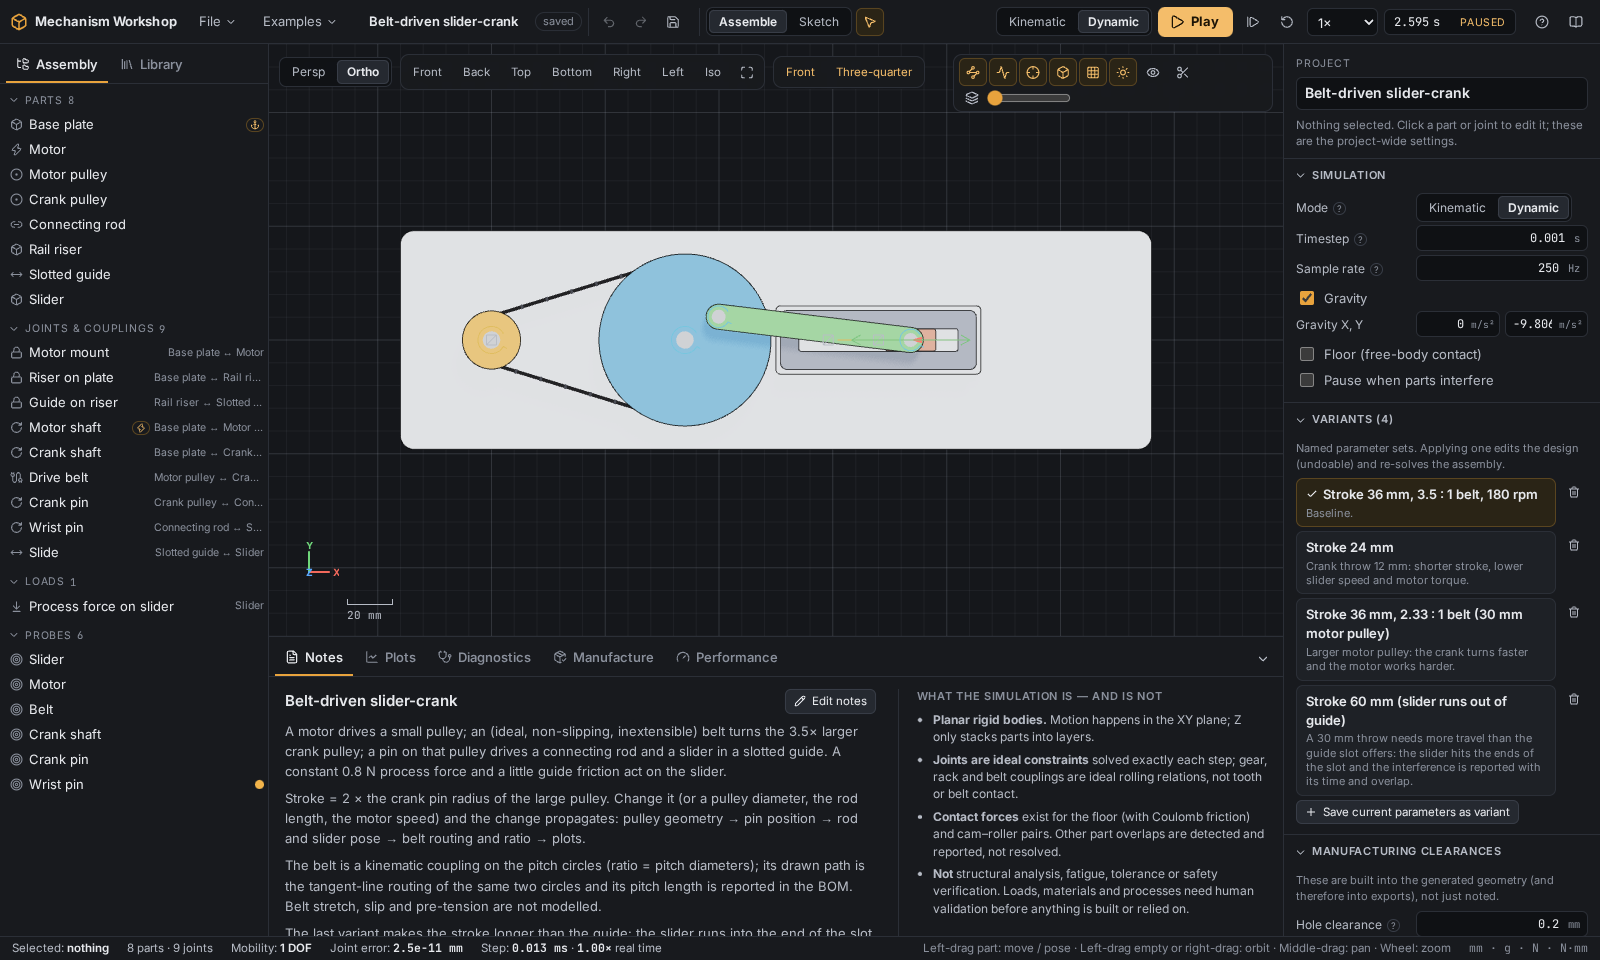 Mechanism Workshop File Examples Belt-driven slider-crank saved Assemble Sketch Kinematic Dynamic Play 1× 2.595 s PAUSED
Assembly Library
PARTS 8
Base plate
Motor
Motor pulley
Crank pulley
Connecting rod
Rail riser
Slotted guide
Slider
JOINTS & COUPLINGS 9
Motor mount Base plate ↔ Motor
Riser on plate Base plate ↔ Rail ri...
Guide on riser Rail riser ↔ Slotted ...
Motor shaft Base plate ↔ Motor ...
Crank shaft Base plate ↔ Crank...
Drive belt Motor pulley ↔ Cra...
Crank pin Crank pulley ↔ Con...
Wrist pin Connecting rod ↔ S...
Slide Slotted guide ↔ Slider
LOADS 1
Process force on slider Slider
PROBES 6
Slider
Motor
Belt
Crank shaft
Crank pin
Wrist pin
Persp Ortho Front Back Top Bottom Right Left Iso Front Three-quarter
Y
Z X
20 mm
Notes Plots Diagnostics Manufacture Performance
Belt-driven slider-crank Edit notes
A motor drives a small pulley; an (ideal, non-slipping, inextensible) belt turns the 3.5× larger
crank pulley; a pin on that pulley drives a connecting rod and a slider in a slotted guide. A
constant 0.8 N process force and a little guide friction act on the slider.
Stroke = 2 × the crank pin radius of the large pulley. Change it (or a pulley diameter, the rod
length, the motor speed) and the change propagates: pulley geometry → pin position → rod
and slider pose → belt routing and ratio → plots.
The belt is a kinematic coupling on the pitch circles (ratio = pitch diameters); its drawn path is
the tangent-line routing of the same two circles and its pitch length is reported in the BOM.
Belt stretch, slip and pre-tension are not modelled.
The last variant makes the stroke longer than the guide: the slider runs into the end of the slot
WHAT THE SIMULATION IS — AND IS NOT
• Planar rigid bodies. Motion happens in the XY plane; Z
only stacks parts into layers.
• Joints are ideal constraints solved exactly each step; gear,
rack and belt couplings are ideal rolling relations, not tooth
or belt contact.
• Contact forces exist for the floor (with Coulomb friction)
and cam–roller pairs. Other part overlaps are detected and
reported, not resolved.
• Not structural analysis, fatigue, tolerance or safety
verification. Loads, materials and processes need human
validation before anything is built or relied on.
PROJECT
Belt-driven slider-crank
Nothing selected. Click a part or joint to edit it; these
are the project-wide settings.
SIMULATION
Mode ? Kinematic Dynamic
Timestep ? 0.001 s
Sample rate ? 250 Hz
Gravity
Gravity X, Y 0 m/s² -9.806 m/s²
Floor (free-body contact)
Pause when parts interfere
VARIANTS (4)
Named parameter sets. Applying one edits the design
(undoable) and re-solves the assembly.
Stroke 36 mm, 3.5 : 1 belt, 180 rpm
Baseline.
Stroke 24 mm
Crank throw 12 mm: shorter stroke, lower
slider speed and motor torque.
Stroke 36 mm, 2.33 : 1 belt (30 mm
motor pulley)
Larger motor pulley: the crank turns faster
and the motor works harder.
Stroke 60 mm (slider runs out of
guide)
A 30 mm throw needs more travel than the
guide slot offers: the slider hits the ends of
the slot and the interference is reported with
its time and overlap.
+ Save current parameters as variant
MANUFACTURING CLEARANCES
These are built into the generated geometry (and
therefore into exports), not just noted.
Hole clearance ? 0.2 mm
Selected: nothing 8 parts · 9 joints Mobility: 1 DOF Joint error: 2.5e-11 mm Step: 0.013 ms · 1.00× real time Left-drag part: move / pose · Left-drag empty or right-drag: orbit · Middle-drag: pan · Wheel: zoom mm · g · N · N·mm